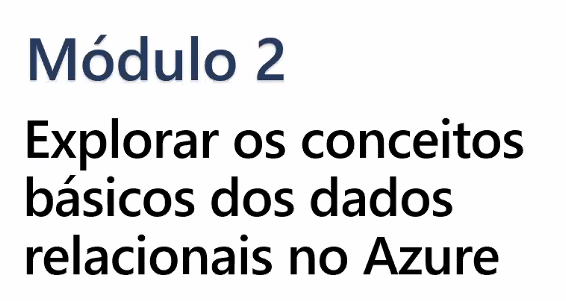 Módulo 2
Explorar os conceitos
básicos dos dados
relacionais no Azure